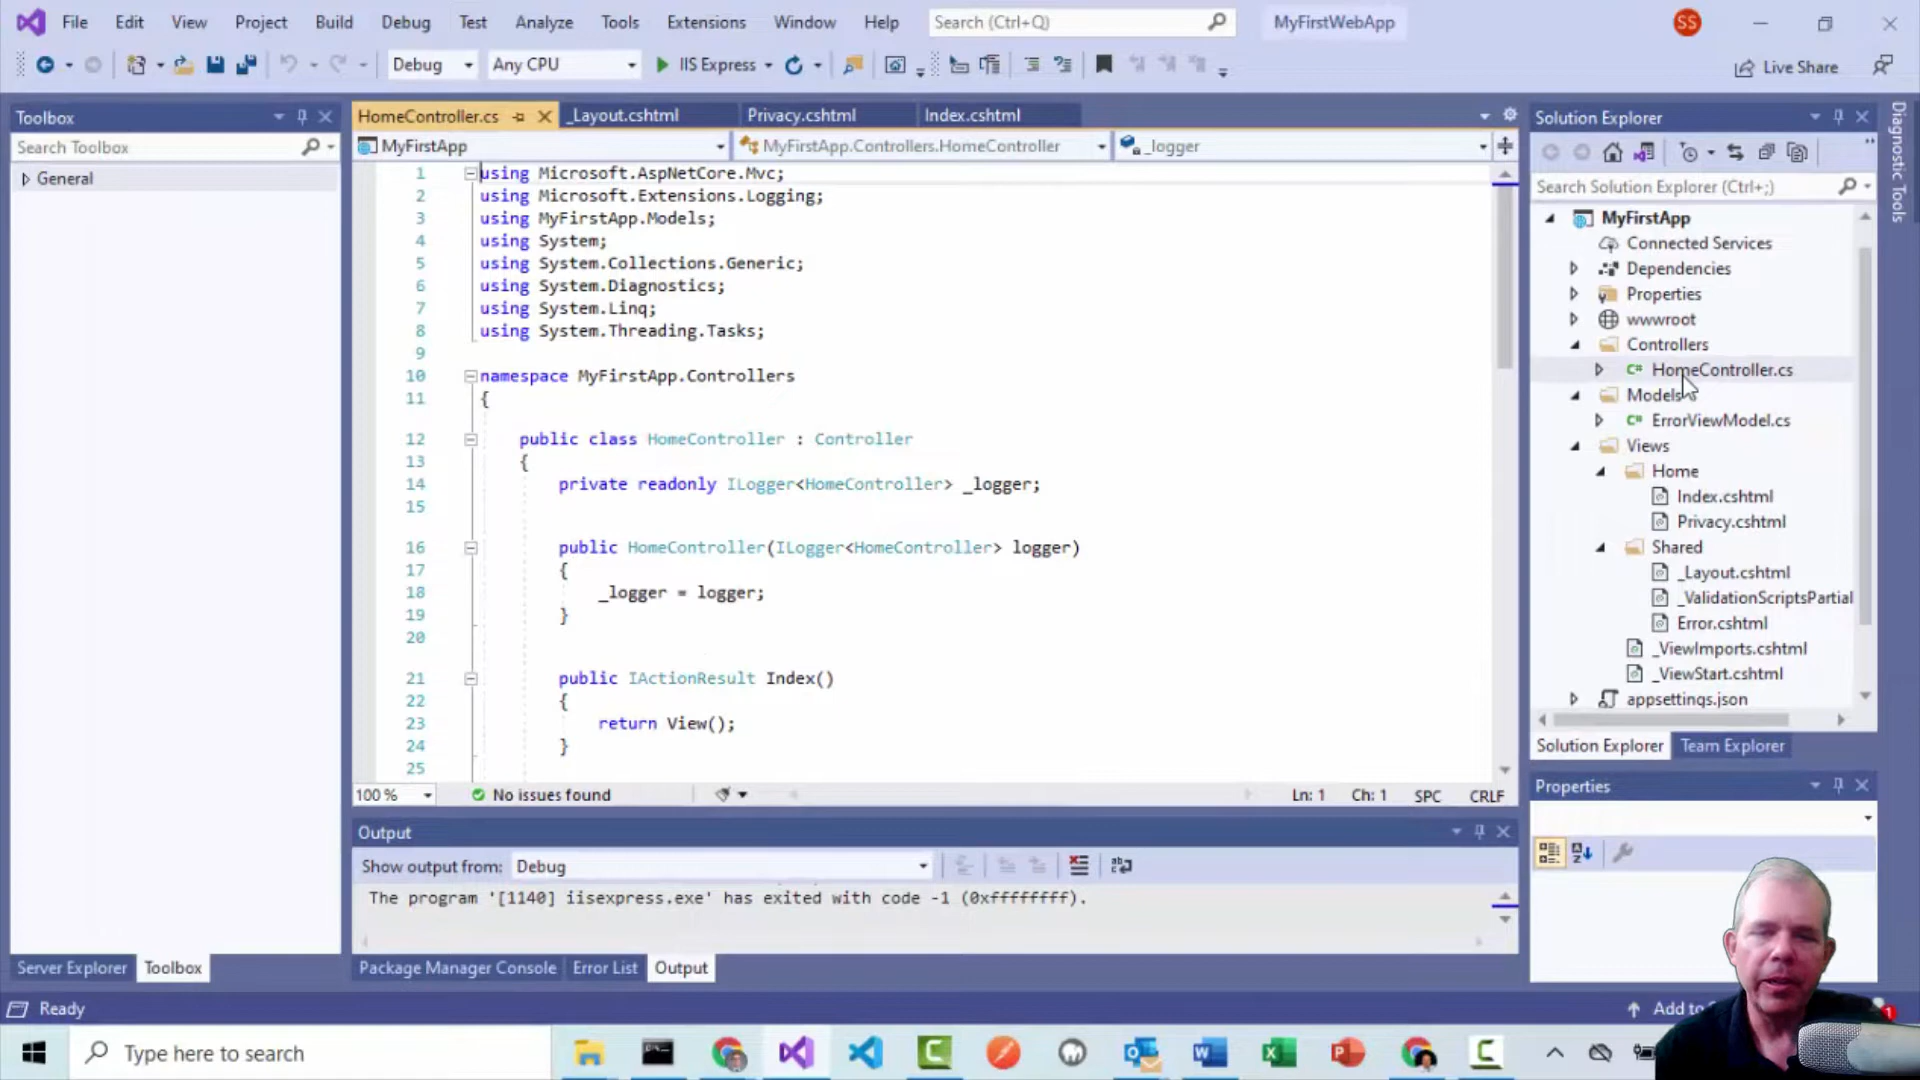 File Edit View Project Build Debug Test Analyze Tools Extensions Window Help Search (Ctrl+Q) MyFirstWebApp SS
Debug Any CPU IIS Express Live Share
Toolbox
Search Toolbox
General
HomeController.cs _Layout.cshtml Privacy.cshtml Index.cshtml
MyFirstApp MyFirstApp.Controllers.HomeController _logger
1 using Microsoft.AspNetCore.Mvc;
2 using Microsoft.Extensions.Logging;
3 using MyFirstApp.Models;
4 using System;
5 using System.Collections.Generic;
6 using System.Diagnostics;
7 using System.Linq;
8 using System.Threading.Tasks;
9
10 namespace MyFirstApp.Controllers
11 {
12 public class HomeController : Controller
13 {
14 private readonly ILogger<HomeController> _logger;
15
16 public HomeController(ILogger<HomeController> logger)
17 {
18 _logger = logger;
19 }
20
21 public IActionResult Index()
22 {
23 return View();
24 }
25
100 % No issues found Ln: 1 Ch: 1 SPC CRLF
Output
Show output from: Debug
The program '[1140] iisexpress.exe' has exited with code -1 (0xffffffff).
Server Explorer Toolbox
Package Manager Console Error List Output
Solution Explorer
Search Solution Explorer (Ctrl+;)
MyFirstApp
Connected Services
Dependencies
Properties
wwwroot
Controllers
C# HomeController.cs
Models
C# ErrorViewModel.cs
Views
Home
Index.cshtml
Privacy.cshtml
Shared
_Layout.cshtml
_ValidationScriptsPartial
Error.cshtml
_ViewImports.cshtml
_ViewStart.cshtml
appsettings.json
Solution Explorer Team Explorer
Properties
Diagnostic Tools
Ready Add to 1
Type here to search